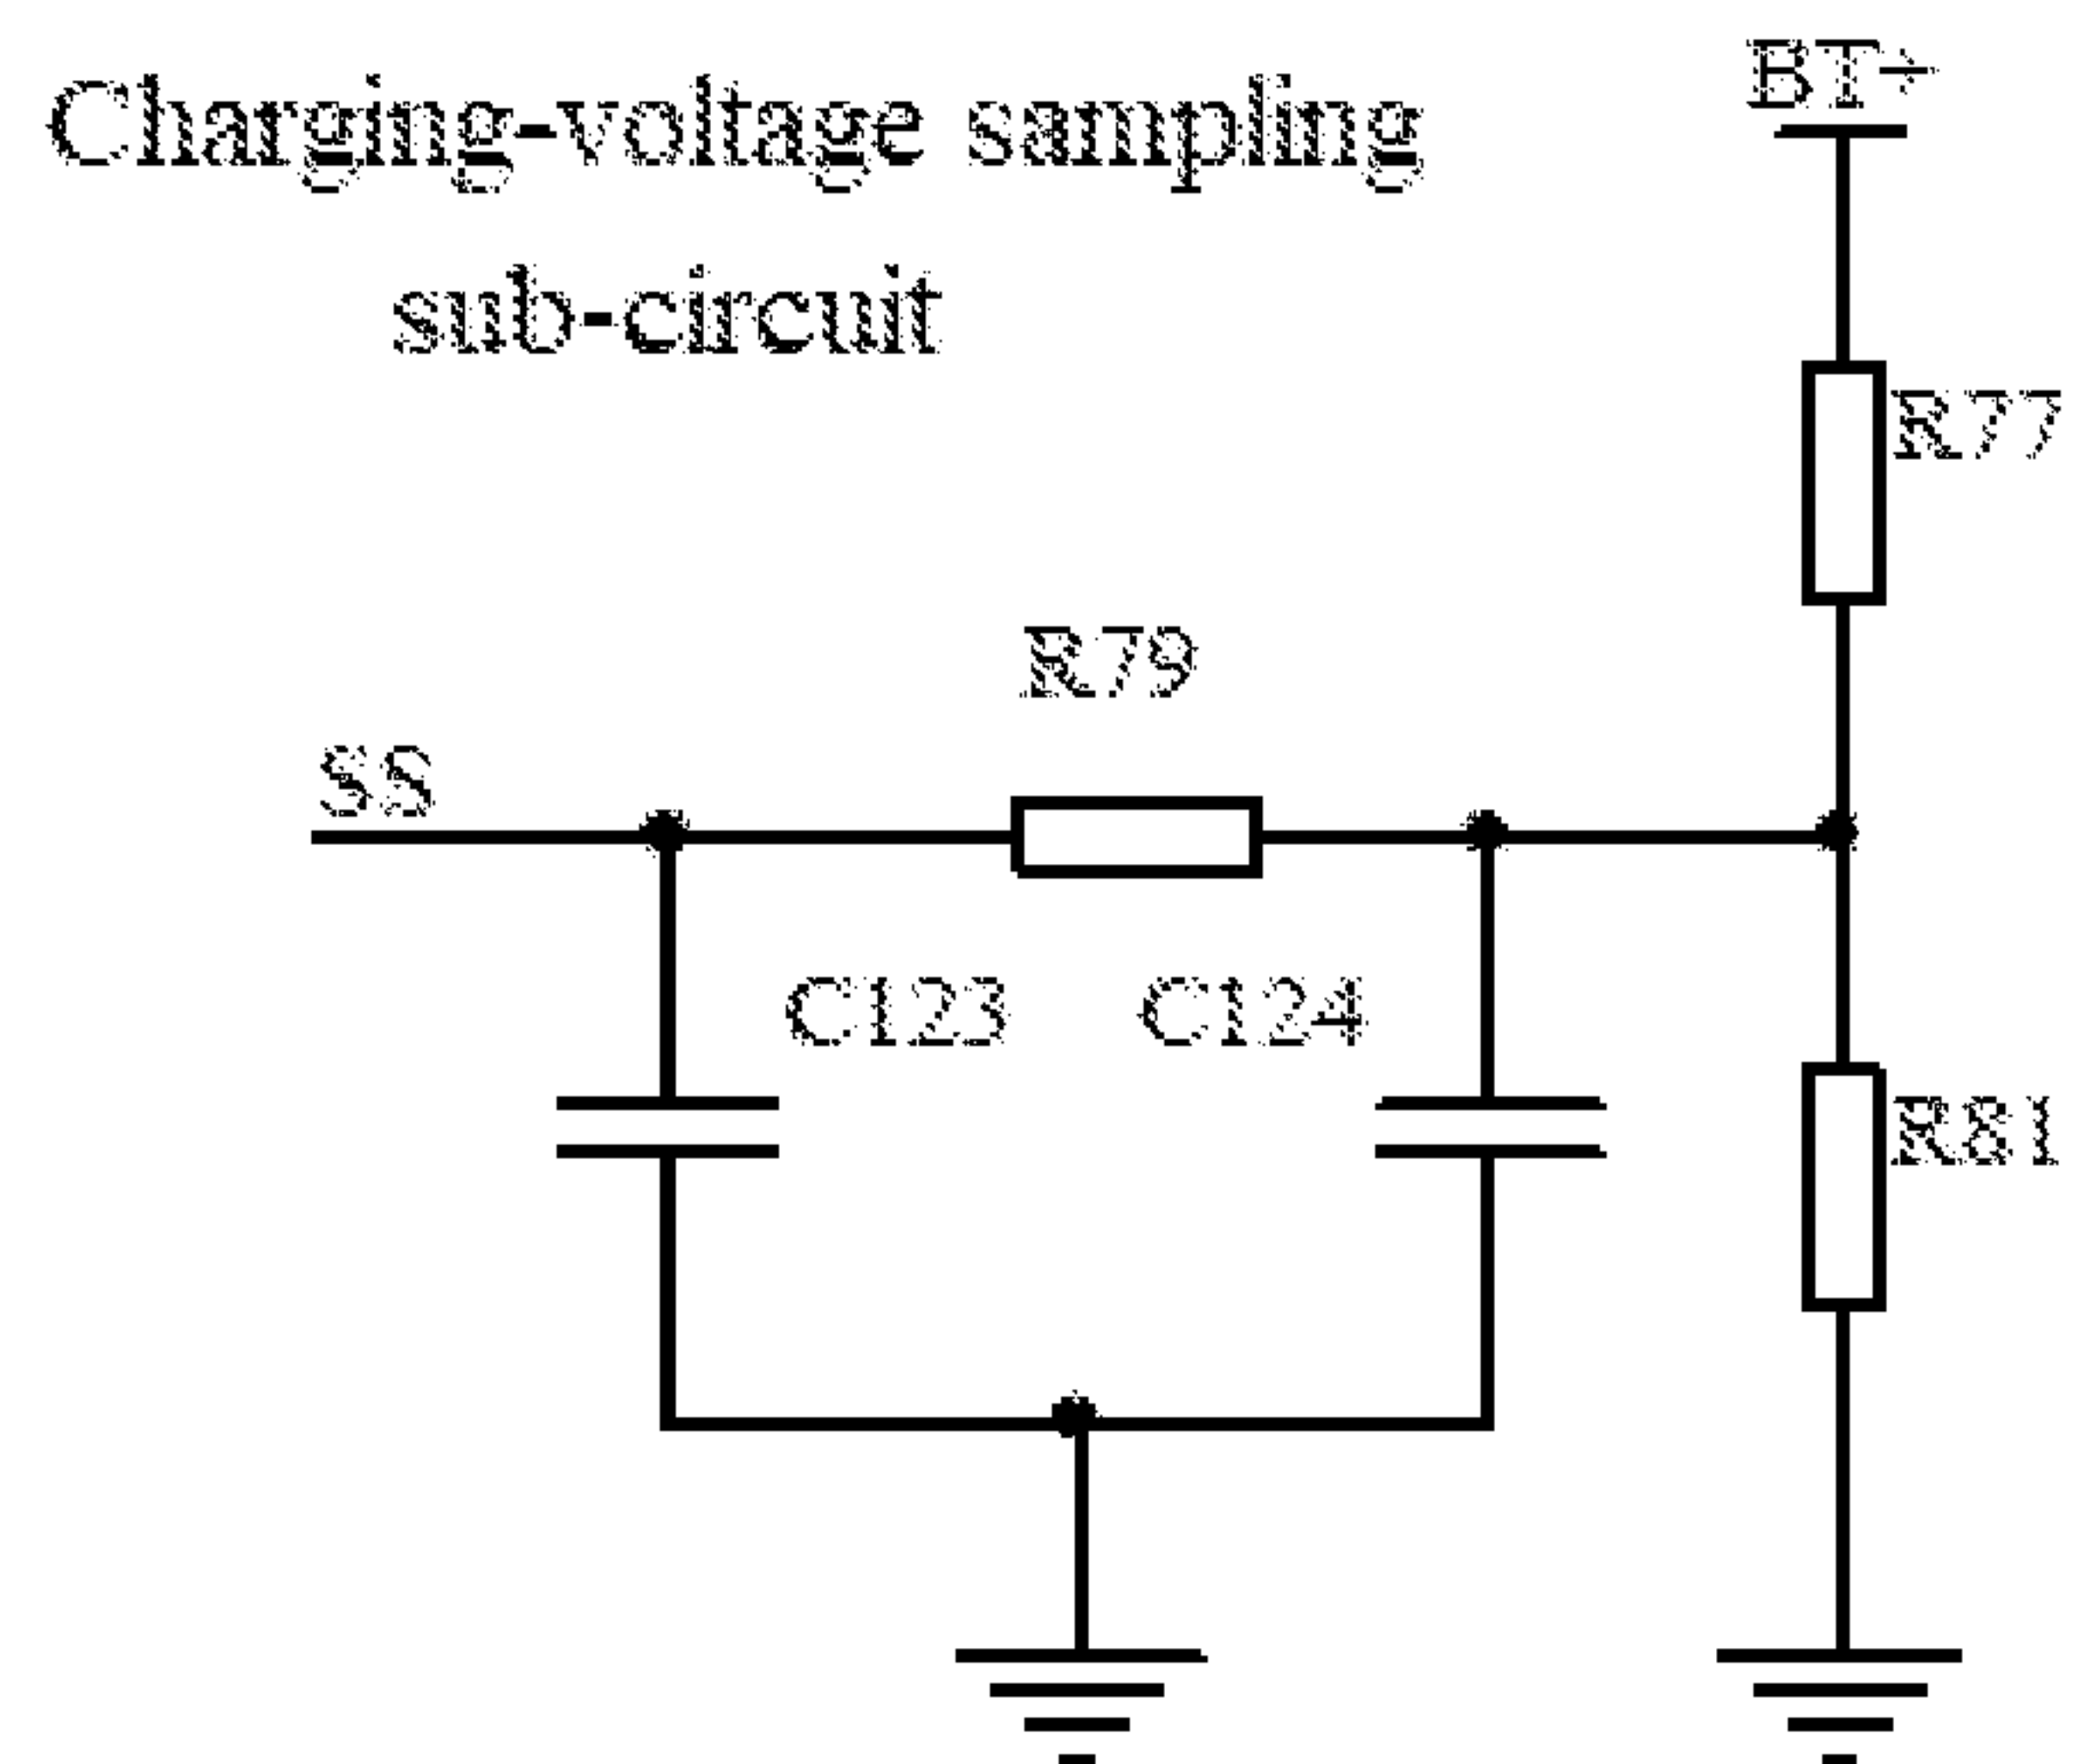 Charging-voltage sampling
sub-circuit
BT+
R77
R79
SS
C123
C124
R81